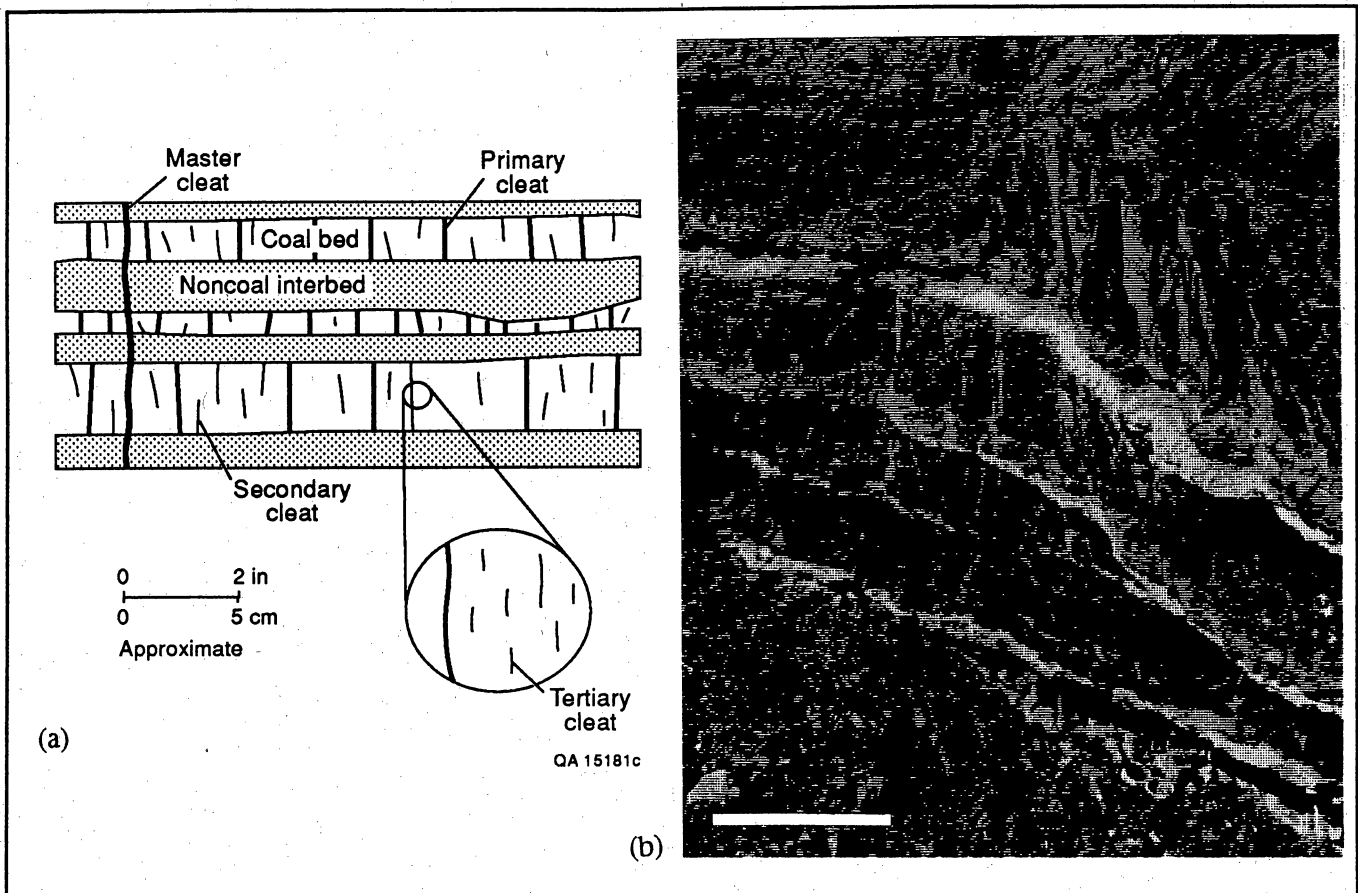 Master
cleat
Primary
cleat
Coal bed
Noncoal interbed
Secondary
cleat
0 2 in
0 5 cm
Approximate
Tertiary
cleat
(a)
QA 15181c
(b)